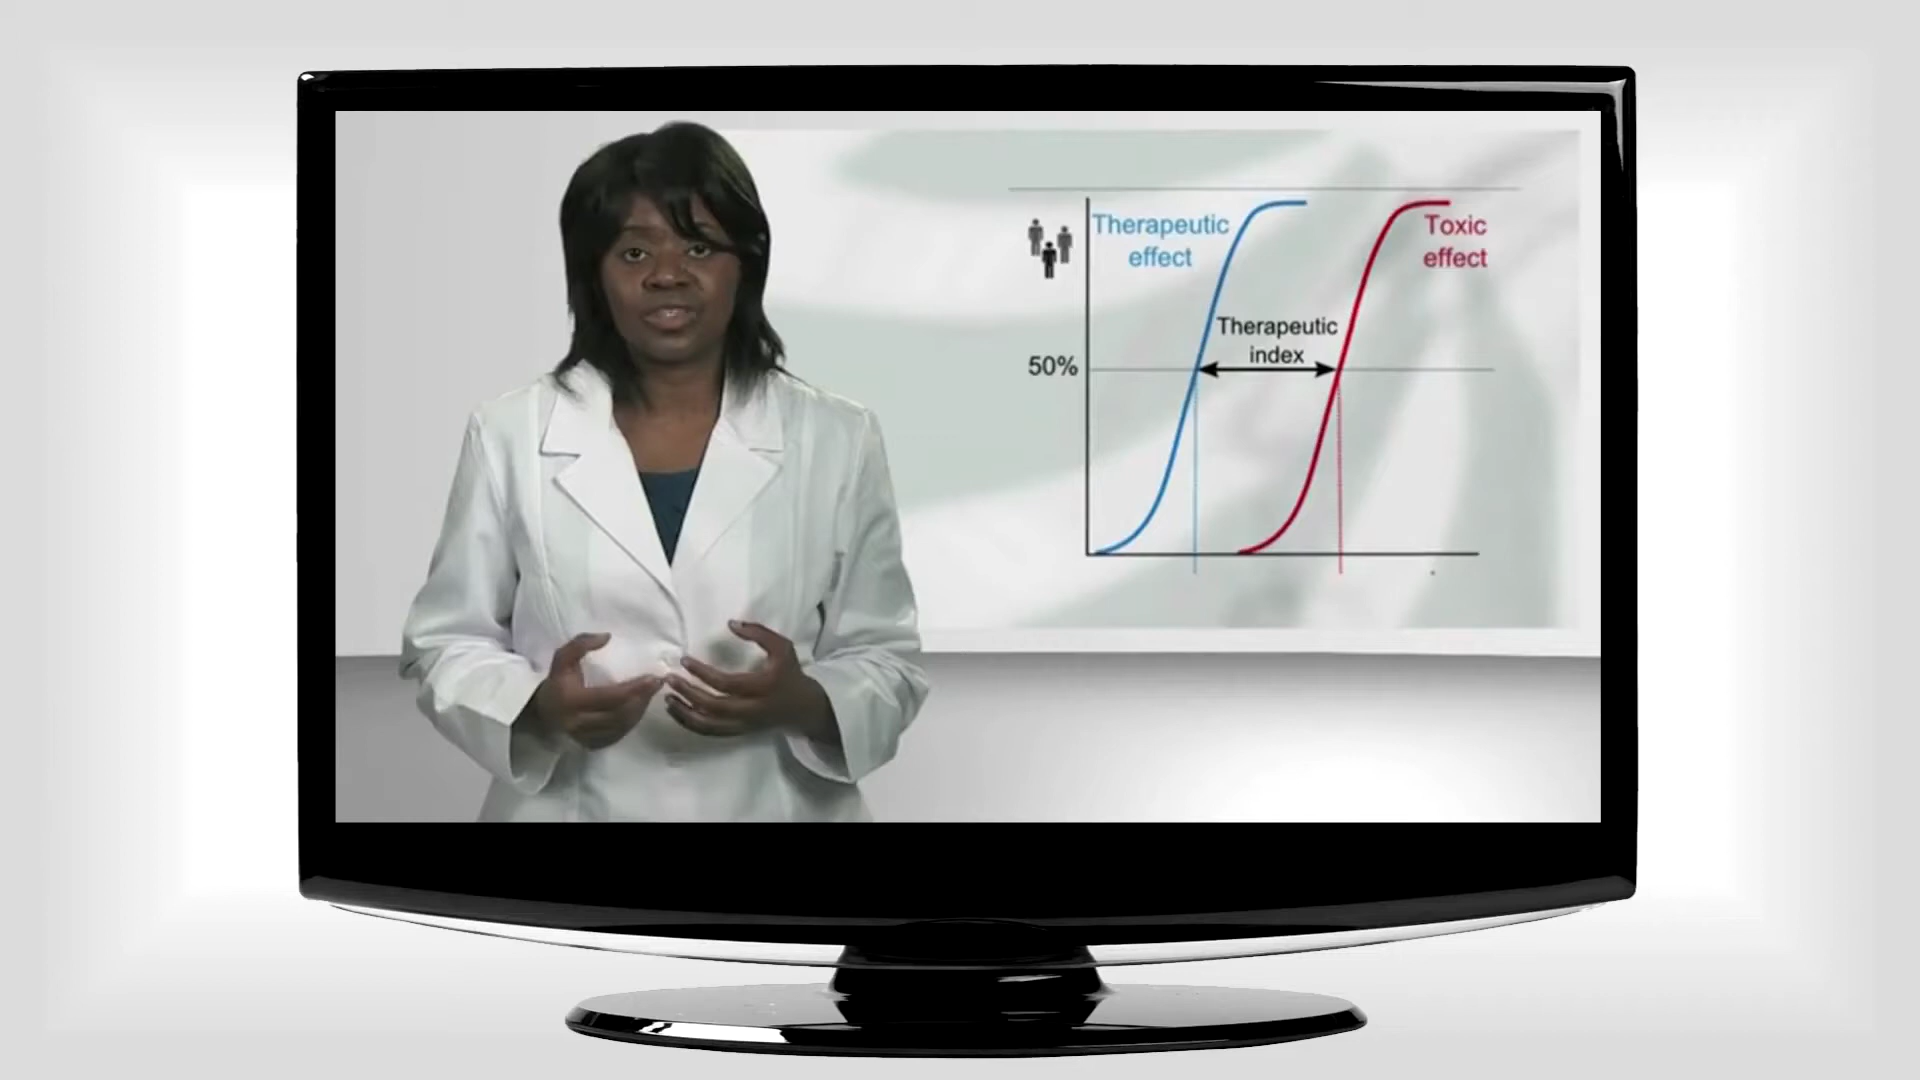 Therapeutic
effect
Toxic
effect
Therapeutic
index
50%